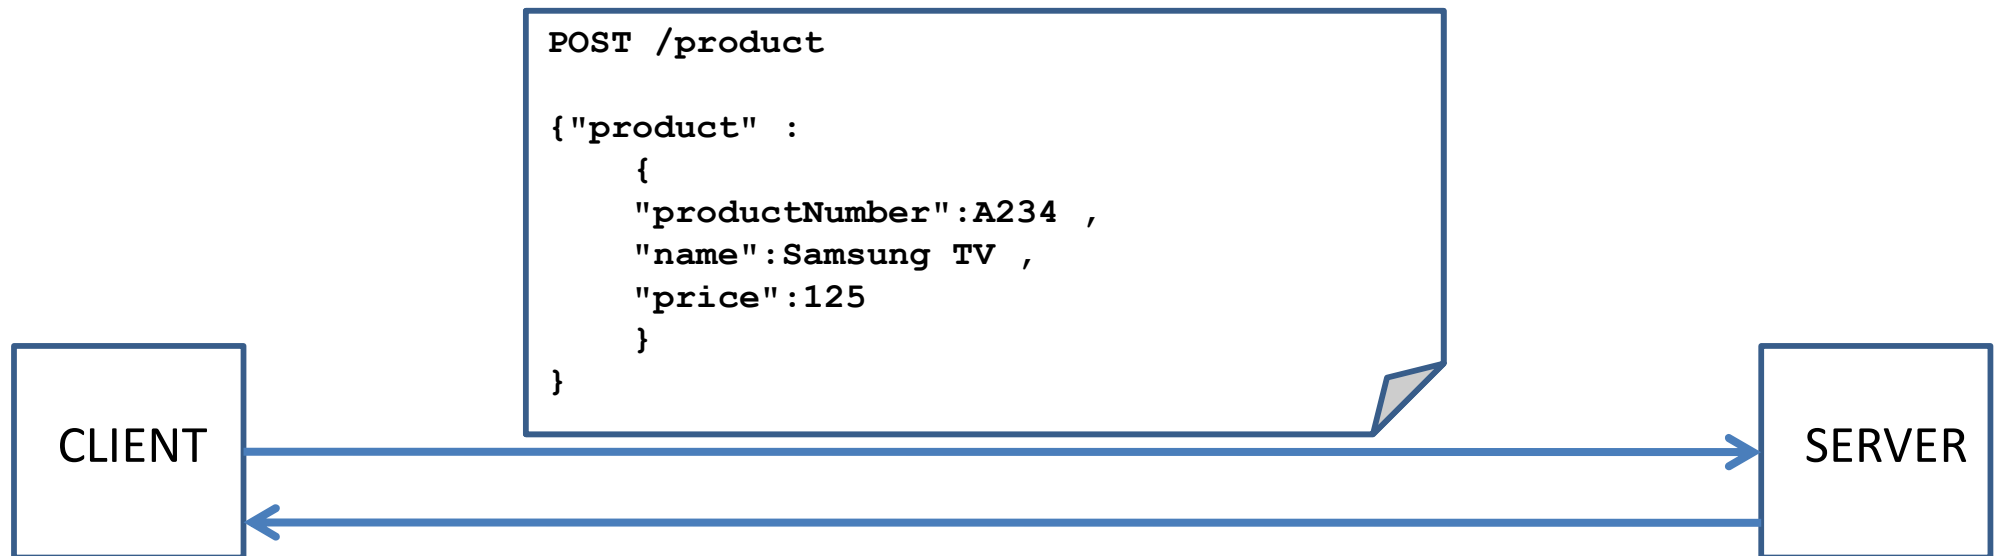 POST /product
{"product" :
{
"productNumber":A234 ,
"name":Samsung TV ,
"price":125
}
}
CLIENT
SERVER